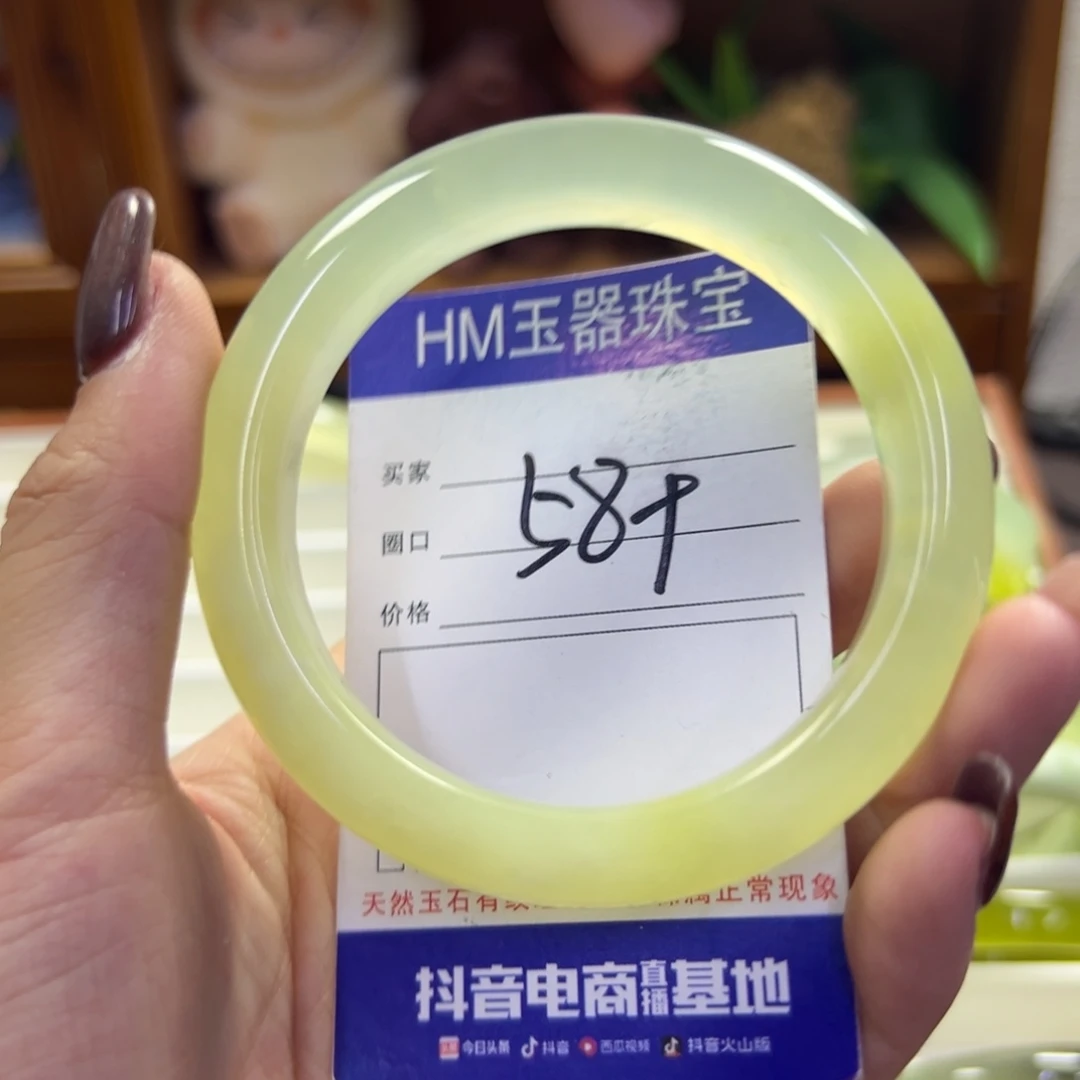 HM玉器珠宝
买家
58+
圈口
价格
天然玉石有 属正常现象
抖音电商直播基地
今日头条 抖音 西瓜视频 抖音火山版